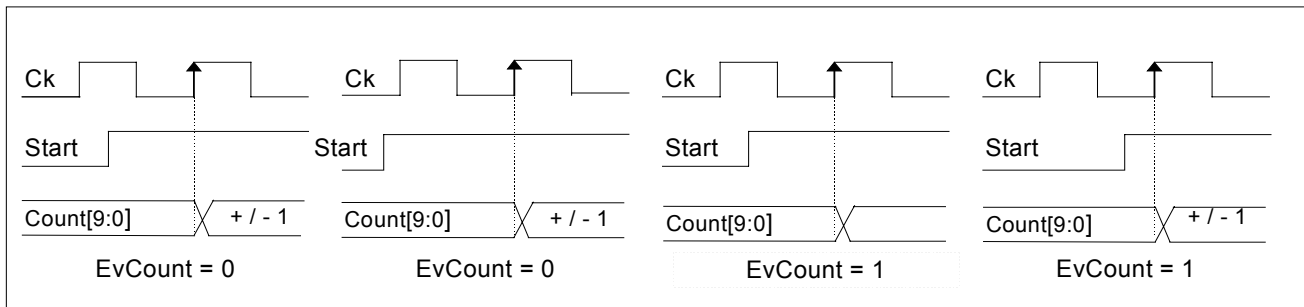 Ck
Start
Count[9:0] + / - 1
EvCount = 0
Ck
Start
Count[9:0] + / - 1
EvCount = 0
Ck
Start
Count[9:0]
EvCount = 1
Ck
Start
Count[9:0] + / - 1
EvCount = 1